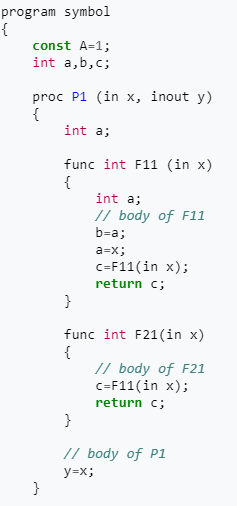 program symbol
{
    const A=1;
    int a,b,c;

    proc P1 (in x, inout y)
    {
        int a;

        func int F11 (in x)
        {
            int a;
            // body of F11
            b=a;
            a=x;
            c=F11(in x);
            return c;
        }

        func int F21(in x)
        {
            // body of F21
            c=F11(in x);
            return c;
        }

        // body of P1
        y=x;
    }